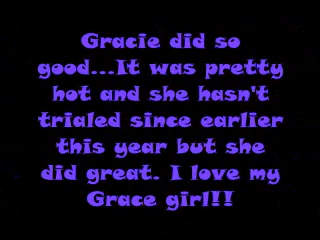 Gracie did so
good...It was pretty
hot and she hasn't
trialed since earlier
this year but she
did great. I love my
Grace girl!!